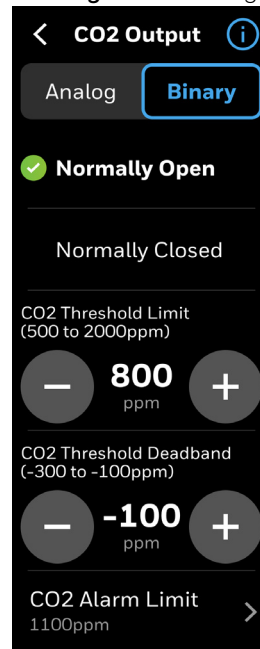 CO2 Output
Analog
Binary
Normally Open
Normally Closed
CO2 Threshold Limit
(500 to 2000ppm)
800
ppm
CO2 Threshold Deadband
(-300 to -100ppm)
-100
ppm
CO2 Alarm Limit
1100ppm